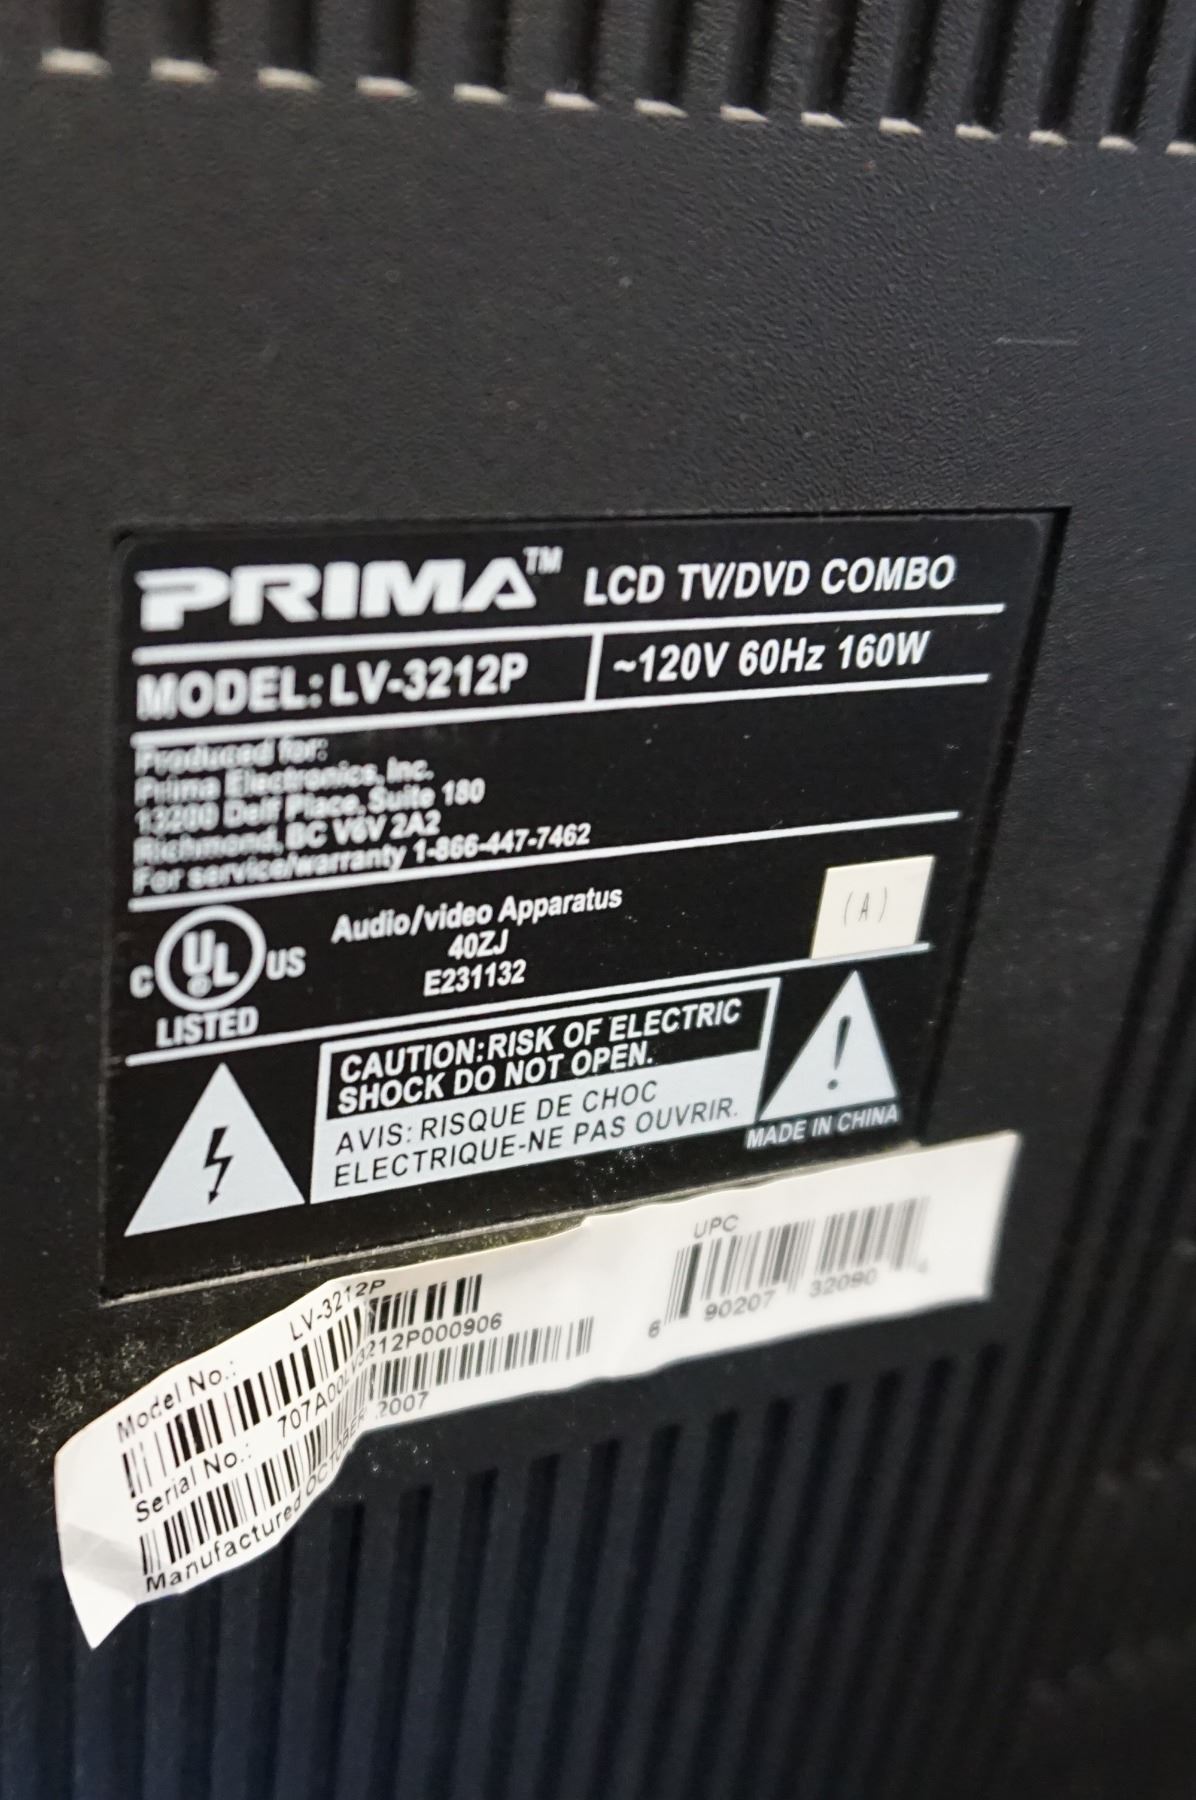 PRIMA™ LCD TV/DVD COMBO
MODEL: LV-3212P ~120V 60Hz 160W
Produced for:
Prima Electronics, Inc.
13200 Delf Place, Suite 180
Richmond, BC V6V 2A2
For service/warranty 1-866-447-7462
C UL® US
LISTED
Audio/video Apparatus
40ZJ
E231132
(A)
CAUTION: RISK OF ELECTRIC
SHOCK DO NOT OPEN.
AVIS: RISQUE DE CHOC
ELECTRIQUE-NE PAS OUVRIR.
!
MADE IN CHINA
Model No.: LV-3212P
Serial No.: 707A00LV3212P000906
Manufactured OCTOBER 2007
UPC
6 90207 32090 4